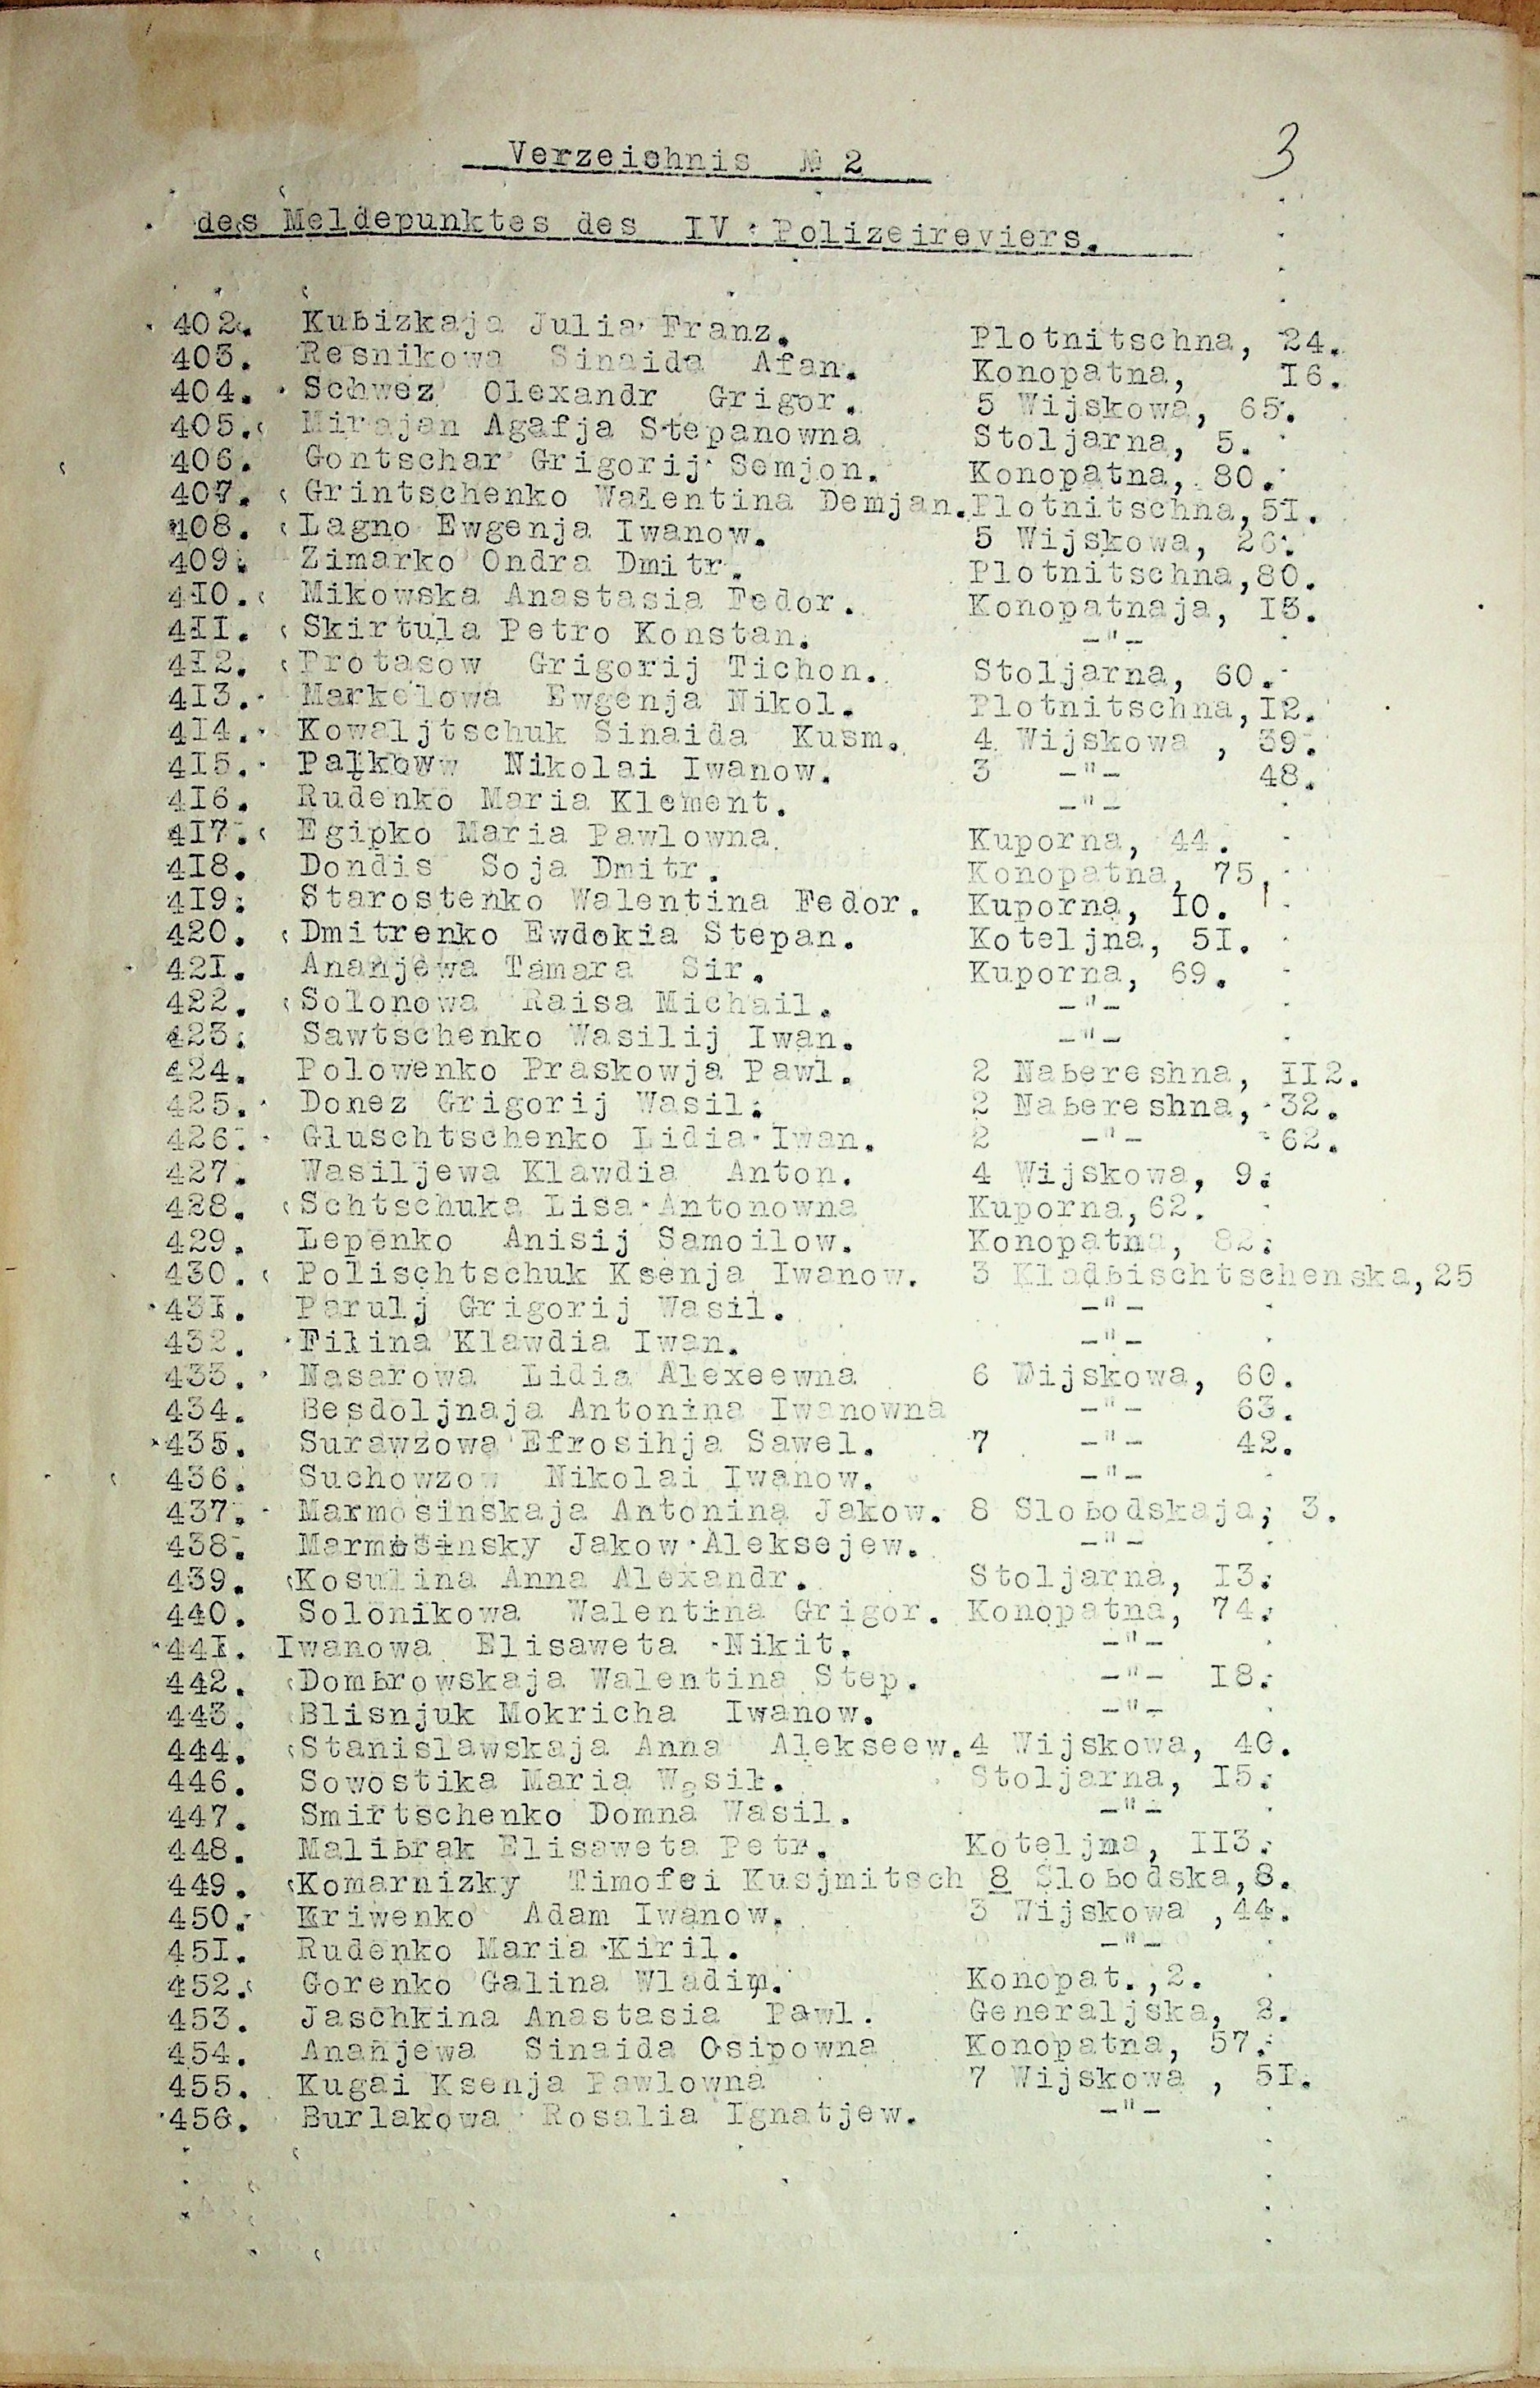 3
Verzeichnis № 2
des Meldepunktes des IV Polizeireviers.
402. Kubizkaja Julia Franz. Plotnitschna, 24.
403. Resnikowa Sinaida Afan. Konopatna, I6.
404. Schwez Olexandr Grigor. 5 Wijskowa, 65.
405. Mirajan Agafja Stepanowna Stoljarna, 5.
406. Gontschar Grigorij Semjon. Konopatna, 80.
407. Grintschenko Walentina Demjan. Plotnitschna, 5I.
408. Lagno Ewgenja Iwanow. 5 Wijskowa, 26.
409. Zimarko Ondra Dmitr. Plotnitschna, 80.
4I0. Mikowska Anastasia Fedor. Konopatnaja, I3.
4II. Skirtula Petro Konstan. -"-
4I2. Protasow Grigorij Tichon. Stoljarna, 60.
4I3. Markelowa Ewgenja Nikol. Plotnitschna, I2.
4I4. Kowaljtschuk Sinaida Kusm. 4 Wijskowa , 39.
4I5. Nikolai Iwanow. 3 -"- 48.
4I6. Rudenko Maria Klement. -"-
4I7. Egipko Maria Pawlowna Kuporna, 44.
4I8. Dondis Soja Dmitr. Konopatna, 75.
4I9. Starostenko Walentina Fedor. Kuporna, I0.
420. Dmitrenko Ewdokia Stepan. Koteljna, 5I.
42I. Ananjewa Tamara Sir. Kuporna, 69.
422. Solonowa Raisa Michail. -"-
423. Sawtschenko Wasilij Iwan. -"-
424. Polowenko Praskowja Pawl. 2 Nabereshna, II2.
425. Donez Grigorij Wasil. 2 Nabereshna, 32.
426. Gluschtschenko Lidia Iwan. 2 -"- 62.
427. Wasiljewa Klawdia Anton. 4 Wijskowa, 9.
428. Schtschuka Lisa Antonowna Kuporna, 62.
429. Lepenko Anisij Samoilow. Konopatna, 82.
430. Polischtschuk Ksenja Iwanow. 3 Kladbischtschenska, 25
43I. Parulj Grigorij Wasil. -"-
432. Filina Klawdia Iwan. -"-
433. Nasarowa Lidia Alexeewna 6 Wijskowa, 60.
434. Besdoljnaja Antonina Iwanowna -"- 63.
435. Surawzowa Efrosinja Sawel. 7 -"- 42.
436. Suchowzow Nikolai Iwanow. -"-
437. Marmosinskaja Antonina Jakow. 8 Slobodskaja, 3.
438. Marmosinsky Jakow Aleksejew. -"-
439. Kosulina Anna Alexandr. Stoljarna, I3.
440. Solonikowa Walentina Grigor. Konopatna, 74.
44I. Iwanowa Elisaweta Nikit. -"-
442. Dombrowskaja Walentina Step. -"- I8.
443. Blisnjuk Mokricha Iwanow. -"-
444. Stanislawskaja Anna Alekseew. 4 Wijskowa, 40.
446. Sowostika Maria Wasil. Stoljarna, I5.
447. Smirtschenko Domna Wasil. -"-
448. Malibrak Elisaweta Petr. Koteljna, II3.
449. Komarnizky Timofei Kusjmitsch 8 Slobodska, 8.
450. Kriwenko Adam Iwanow. 3 Wijskowa , 44.
45I. Rudenko Maria Kiril. -"-
452. Gorenko Galina Wladim. Konopat., 2.
453. Jaschkina Anastasia Pawl. Generaljska, 2.
454. Ananjewa Sinaida Osipowna Konopatna, 57.
455. Kugai Ksenja Pawlowna 7 Wijskowa , 5I.
456. Burlakowa Rosalia Ignatjew. -"-